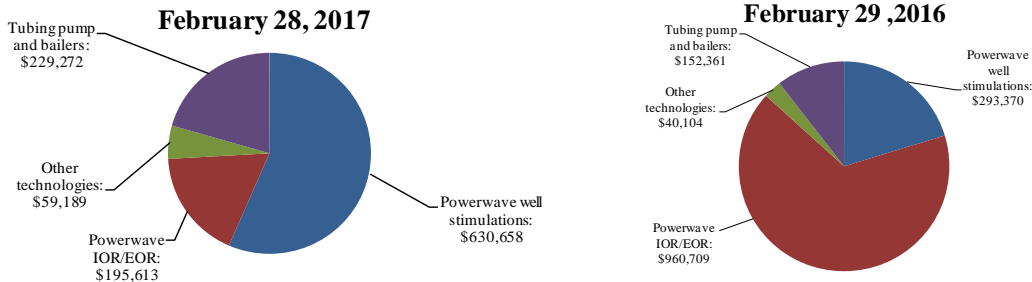 February 28, 2017
Tubing pump
and bailers:
$229,272
Other
technologies:
$59,189
Powerwave
IOR/EOR:
$195,613
Powerwave well
stimulations:
$630,658
February 29 ,2016
Tubing pump
and bailers:
$152,361
Other
technologies:
$40,104
Powerwave
IOR/EOR:
$960,709
Powerwave
well
stimulations:
$293,370